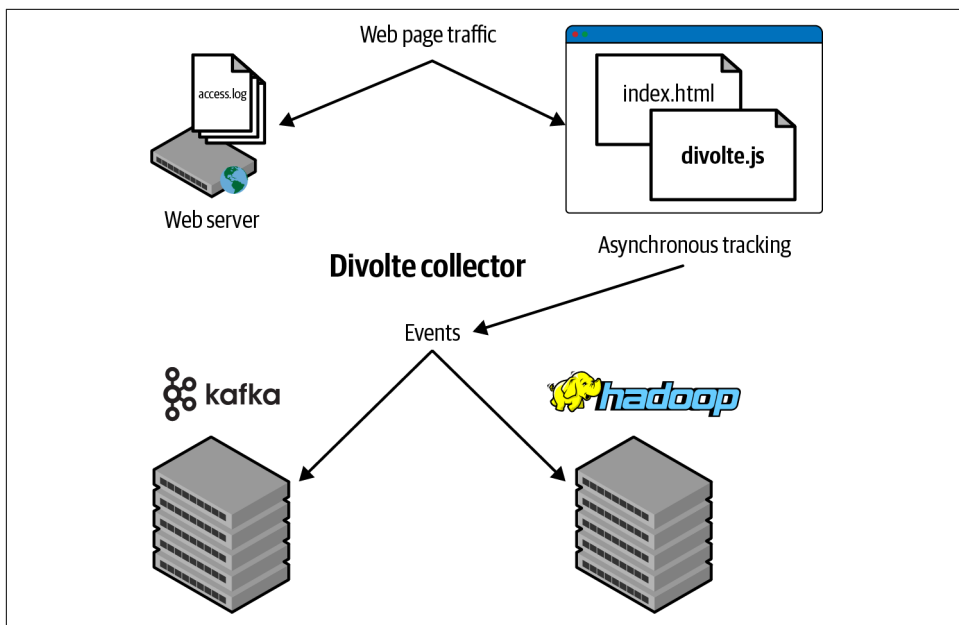 Web page traffic
access.log
index.html
divolte.js
Web server
Asynchronous tracking
Divolte collector
Events
kafka
hadoop